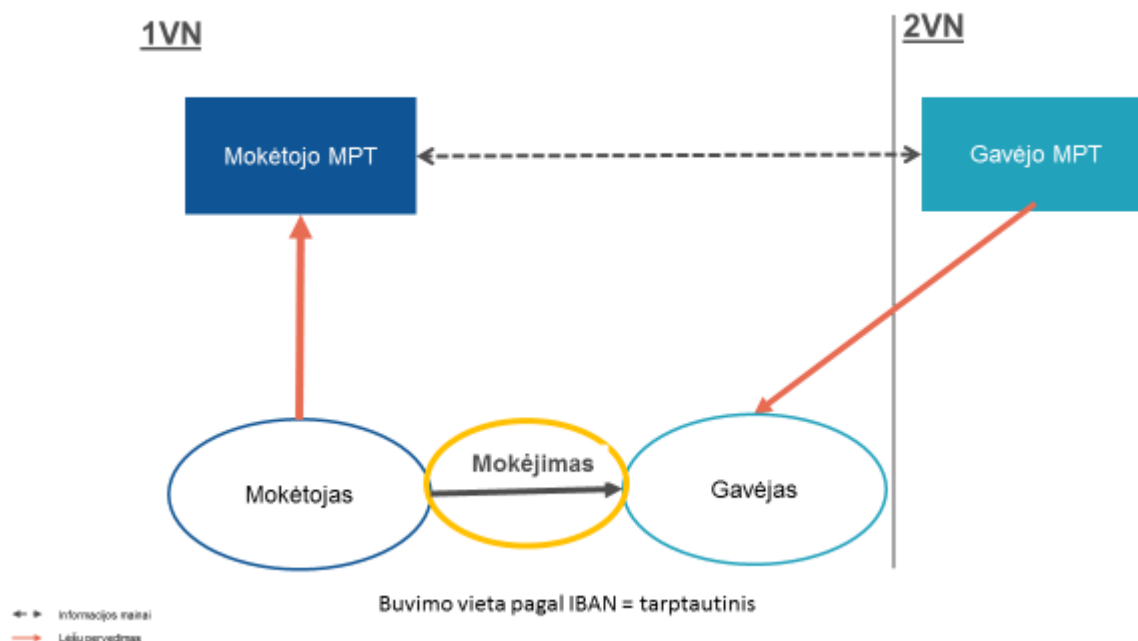 1VN
2VN
Mokėtojo MPT
Gavėjo MPT
Mokėjimas
Mokėtojas
Gavėjas
Buvimo vieta pagal IBAN = tarptautinis
Informacijos mainai
Lėšų pervedimas